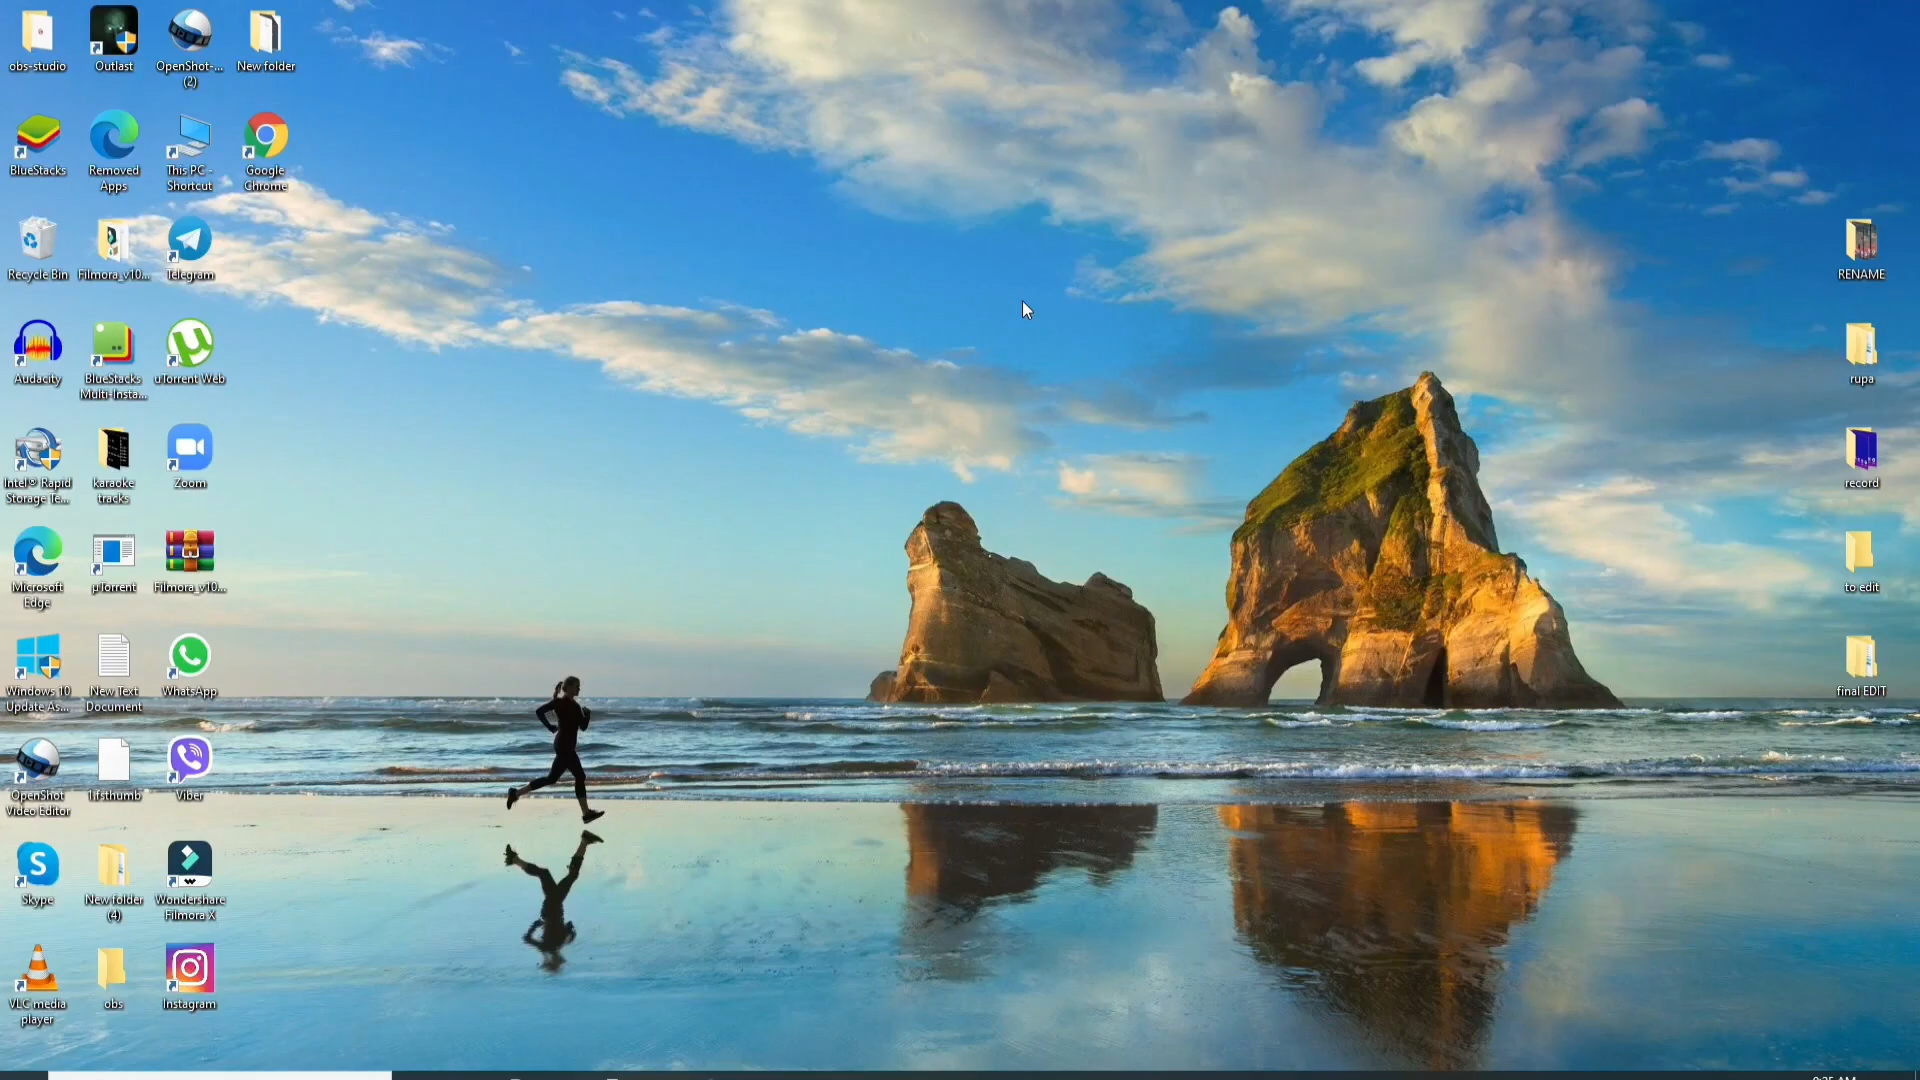 obs-studio
Outlast
OpenShot-...
(2)
New folder
BlueStacks
Removed
Apps
This PC -
Shortcut
Google
Chrome
Recycle Bin
Filmora_v10...
Telegram
RENAME
Audacity
BlueStacks
Multi-Insta...
uTorrent Web
rupa
Intel® Rapid
Storage Te...
karaoke
tracks
Zoom
record
Microsoft
Edge
µTorrent
Filmora_v10...
to edit
Windows 10
Update As...
New Text
Document
WhatsApp
final EDIT
OpenShot
Video Editor
1.fsthumb
Viber
Skype
New folder
(4)
Wondershare
Filmora X
VLC media
player
obs
Instagram